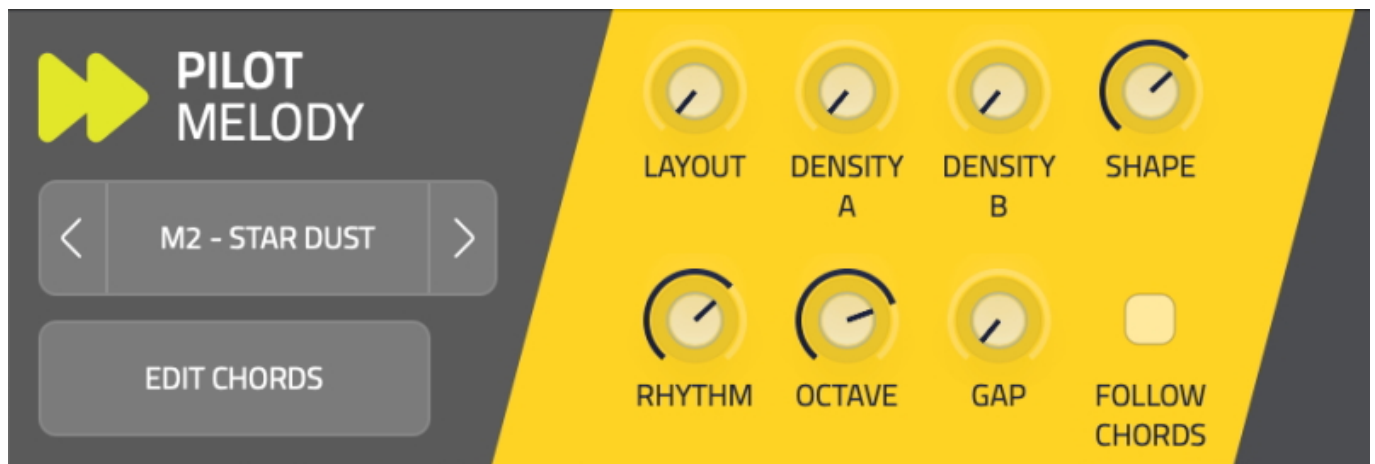 PILOT
MELODY
M2 - STAR DUST
EDIT CHORDS
LAYOUT
DENSITY
A
DENSITY
B
SHAPE
RHYTHM
OCTAVE
GAP
FOLLOW
CHORDS